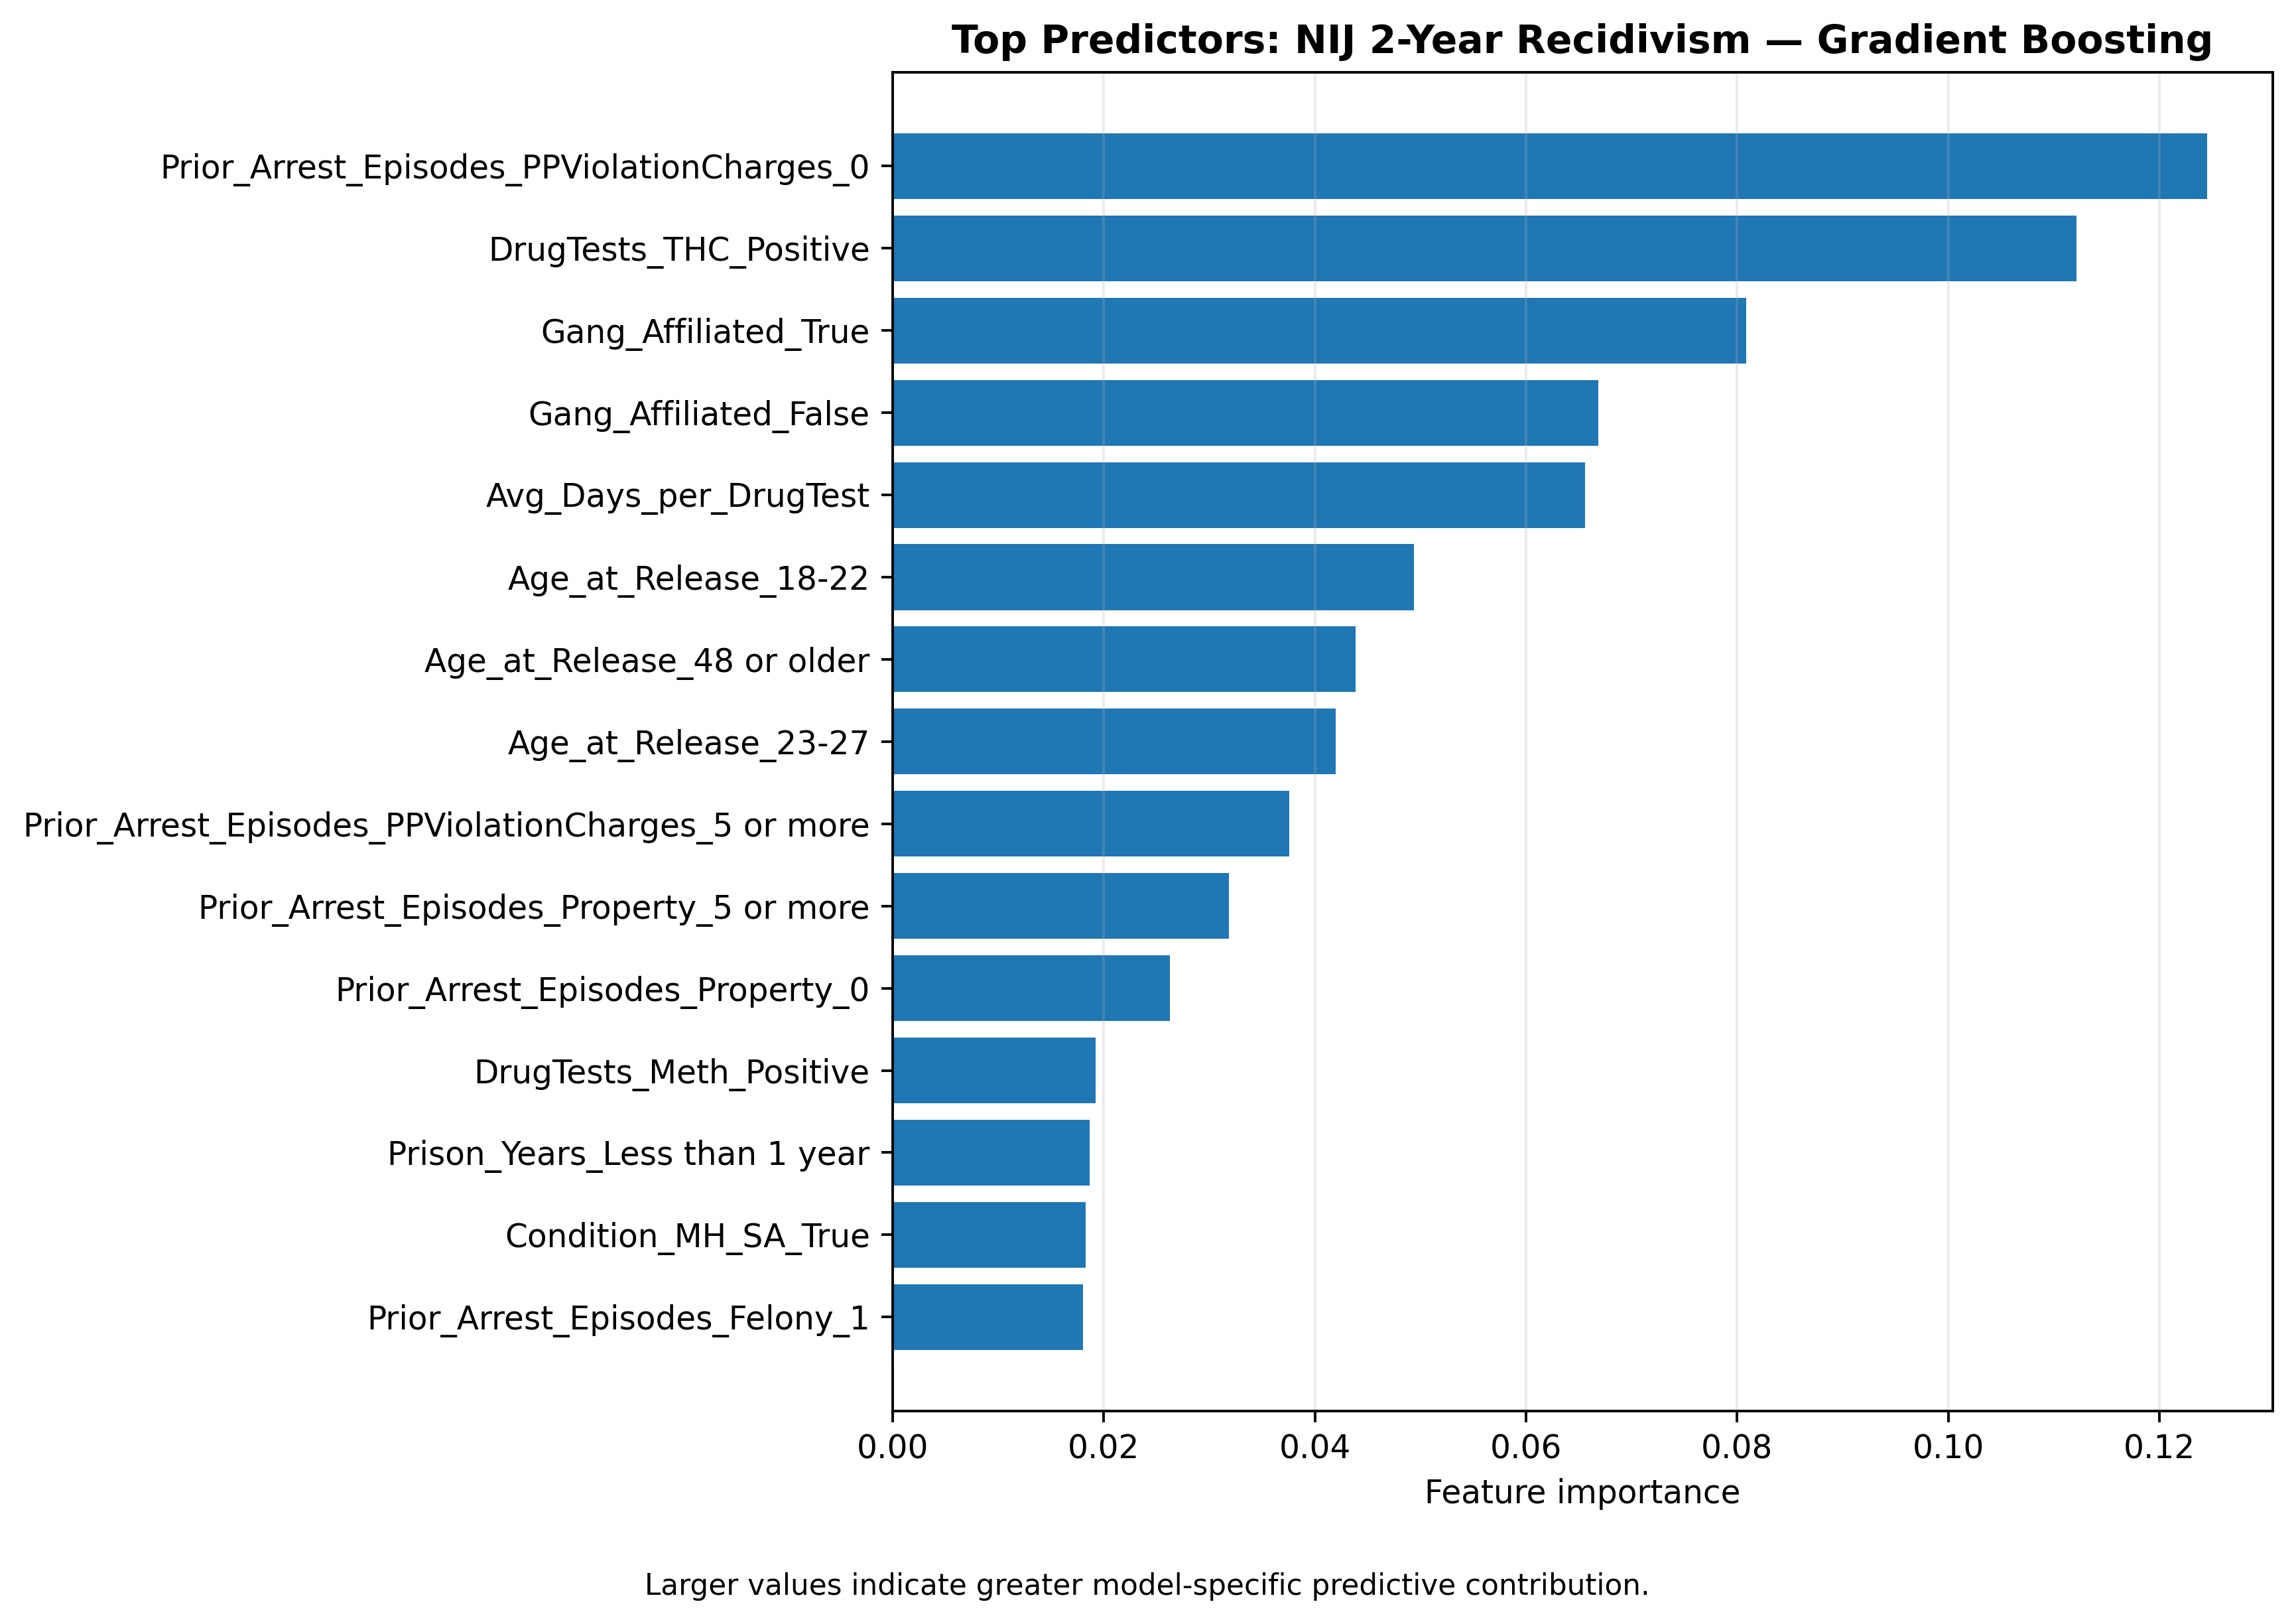 Top Predictors: NIJ 2-Year Recidivism — Gradient Boosting
Prior_Arrest_Episodes_PPViolationCharges_0
DrugTests_THC_Positive
Gang_Affiliated_True
Gang_Affiliated_False
Avg_Days_per_DrugTest
Age_at_Release_18-22
Age_at_Release_48 or older
Age_at_Release_23-27
Prior_Arrest_Episodes_PPViolationCharges_5 or more
Prior_Arrest_Episodes_Property_5 or more
Prior_Arrest_Episodes_Property_0
DrugTests_Meth_Positive
Prison_Years_Less than 1 year
Condition_MH_SA_True
Prior_Arrest_Episodes_Felony_1
0.00 0.02 0.04 0.06 0.08 0.10 0.12
Feature importance
Larger values indicate greater model-specific predictive contribution.